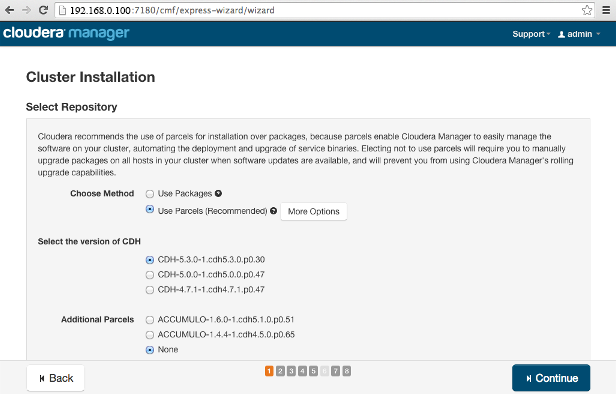 192.168.0.100:7180/cmf/express-wizard/wizard
cloudera manager Support admin
Cluster Installation
Select Repository
Cloudera recommends the use of parcels for installation over packages, because parcels enable Cloudera Manager to easily manage the
software on your cluster, automating the deployment and upgrade of service binaries. Electing not to use parcels will require you to manually
upgrade packages on all hosts in your cluster when software updates are available, and will prevent you from using Cloudera Manager's rolling
upgrade capabilities.
Choose Method Use Packages ?
Use Parcels (Recommended) ? More Options
Select the version of CDH
CDH-5.3.0-1.cdh5.3.0.p0.30
CDH-5.0.0-1.cdh5.0.0.p0.47
CDH-4.7.1-1.cdh4.7.1.p0.47
Additional Parcels ACCUMULO-1.6.0-1.cdh5.1.0.p0.51
ACCUMULO-1.4.4-1.cdh4.5.0.p0.65
None
Back 1 2 3 4 5 6 7 8 Continue